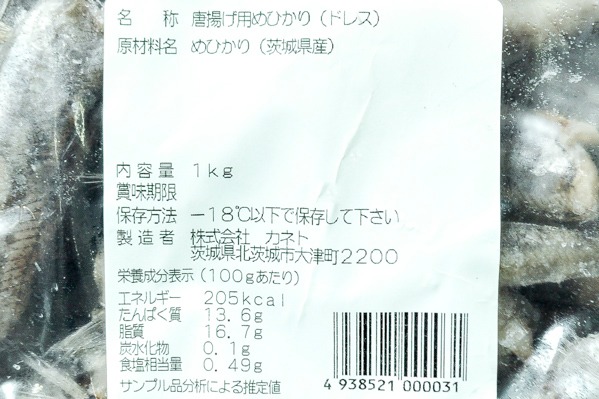 名　称　唐揚げ用めひかり（ドレス）
原材料名　めひかり（茨城県産）
内容量　1kg
賞味期限
保存方法　－18℃以下で保存して下さい
製造者　株式会社　カネト
茨城県北茨城市大津町2200
栄養成分表示（100gあたり）
エネルギー　205kcal
たんぱく質　13.6g
脂質　16.7g
炭水化物　0.1g
食塩相当量　0.49g
サンプル品分析による推定値
4 938521 000031